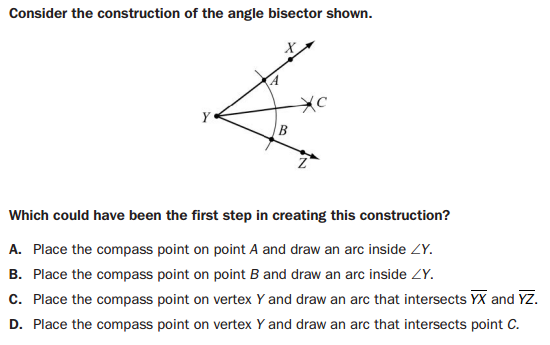 Consider the construction of the angle bisector shown.
X
A
C
Y
B
Z
Which could have been the first step in creating this construction?
A. Place the compass point on point A and draw an arc inside ∠Y.
B. Place the compass point on point B and draw an arc inside ∠Y.
C. Place the compass point on vertex Y and draw an arc that intersects Y̅X̅ and Y̅Z̅.
D. Place the compass point on vertex Y and draw an arc that intersects point C.